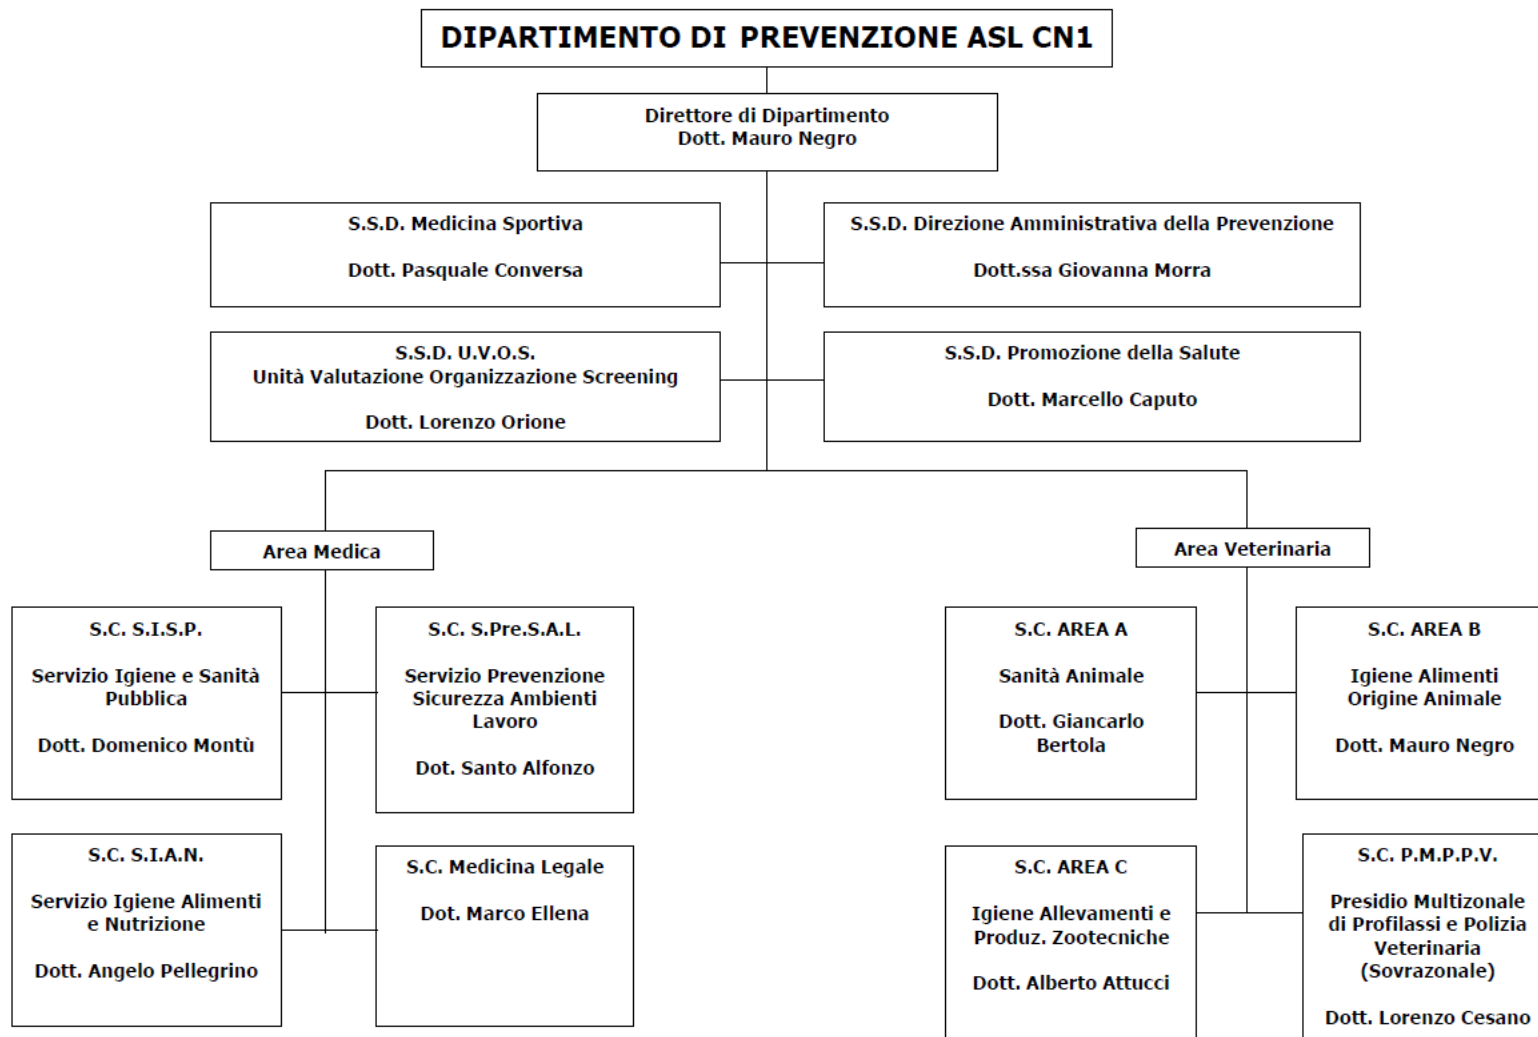 DIPARTIMENTO DI PREVENZIONE ASL CN1
Direttore di Dipartimento
Dott. Mauro Negro
S.S.D. Medicina Sportiva
Dott. Pasquale Conversa
S.S.D. Direzione Amministrativa della Prevenzione
Dott.ssa Giovanna Morra
S.S.D. U.V.O.S.
Unità Valutazione Organizzazione Screening
Dott. Lorenzo Orione
S.S.D. Promozione della Salute
Dott. Marcello Caputo
Area Medica
Area Veterinaria
S.C. S.I.S.P.
Servizio Igiene e Sanità
Pubblica
Dott. Domenico Montù
S.C. S.Pre.S.A.L.
Servizio Prevenzione
Sicurezza Ambienti
Lavoro
Dot. Santo Alfonzo
S.C. AREA A
Sanità Animale
Dott. Giancarlo
Bertola
S.C. AREA B
Igiene Alimenti
Origine Animale
Dott. Mauro Negro
S.C. S.I.A.N.
Servizio Igiene Alimenti
e Nutrizione
Dott. Angelo Pellegrino
S.C. Medicina Legale
Dot. Marco Ellena
S.C. AREA C
Igiene Allevamenti e
Produz. Zootecniche
Dott. Alberto Attucci
S.C. P.M.P.P.V.
Presidio Multizonale
di Profilassi e Polizia
Veterinaria
(Sovrazonale)
Dott. Lorenzo Cesano